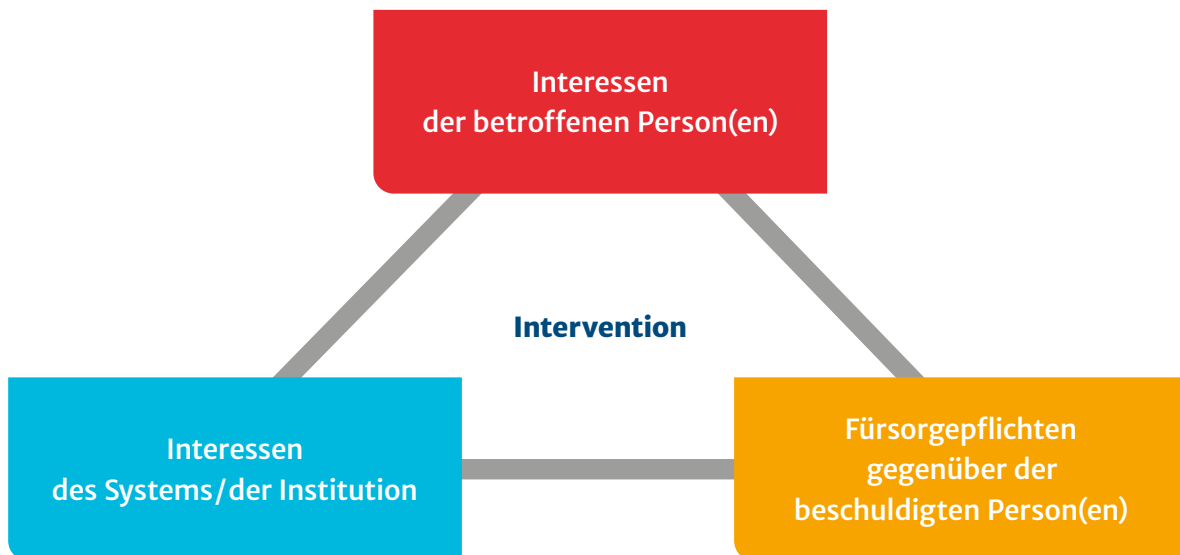 Interessen
der betroffenen Person(en)
Intervention
Interessen
des Systems/der Institution
Fürsorgepflichten
gegenüber der
beschuldigten Person(en)